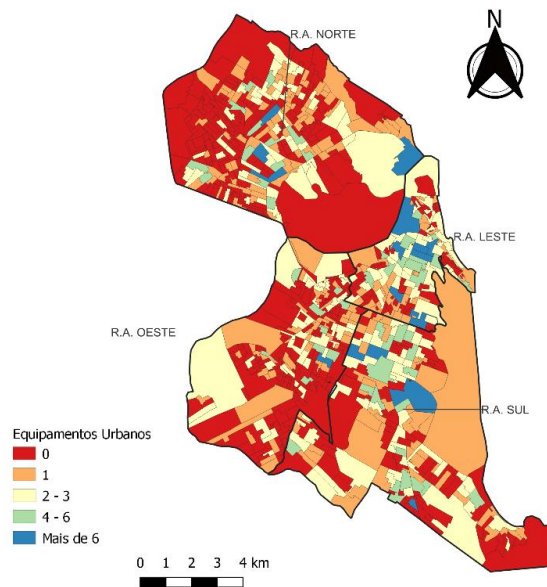 N
R.A. NORTE
R.A. LESTE
R.A. OESTE
R.A. SUL
Equipamentos Urbanos
0
1
2 - 3
4 - 6
Mais de 6
0 1 2 3 4 km